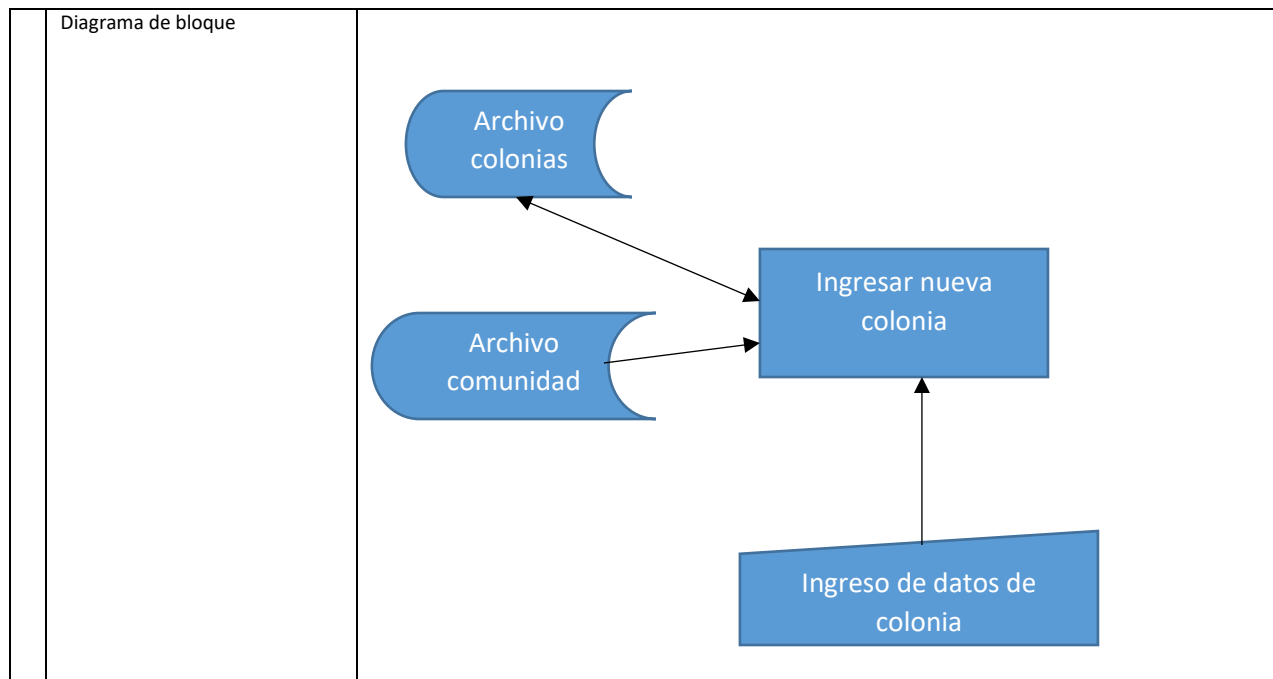 Diagrama de bloque
Archivo
colonias
Ingresar nueva
colonia
Archivo
comunidad
Ingreso de datos de
colonia